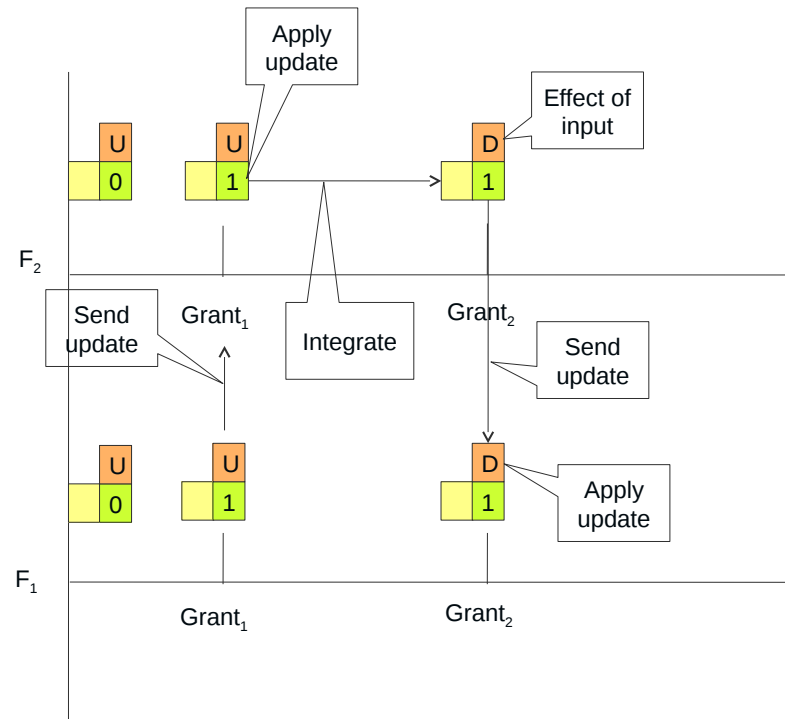 Apply
update
Effect of
input
U
U
D
0
1
1
F2
Grant1
Grant2
Send
update
Integrate
Send
update
U
U
D
0
1
1
Apply
update
F1
Grant1
Grant2